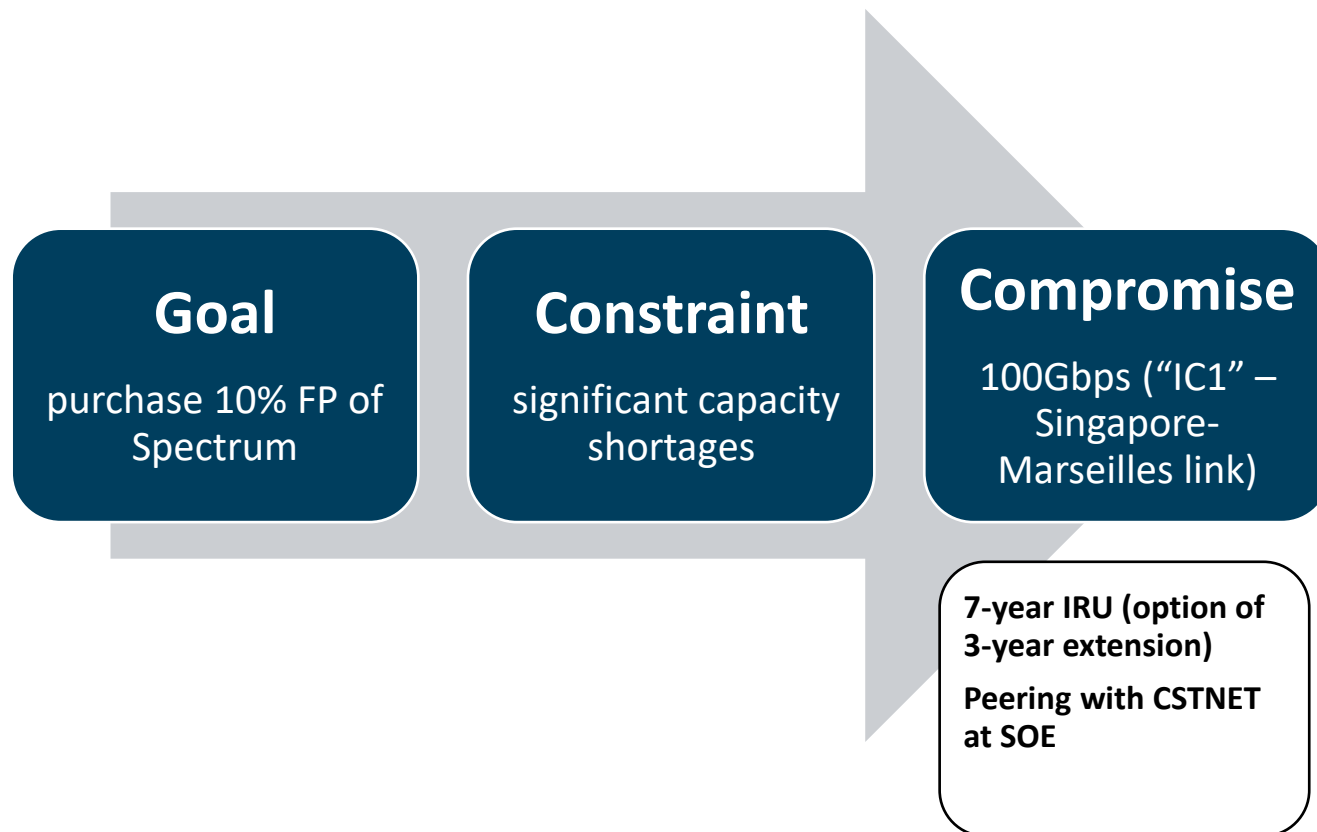 Goal
purchase 10% FP of
Spectrum
Constraint
significant capacity
shortages
Compromise
100Gbps (“IC1” –
Singapore-
Marseilles link)
7-year IRU (option of
3-year extension)
Peering with CSTNET
at SOE